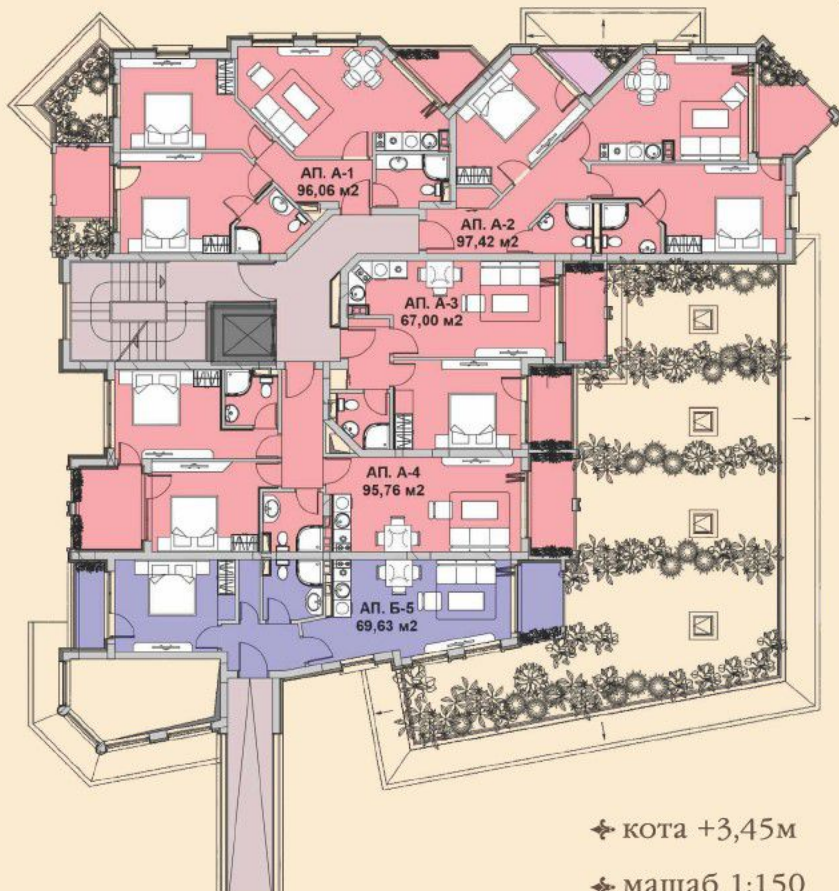 АП. А-1
96,06 м2
АП. А-2
97,42 м2
АП. А-3
67,00 м2
АП. А-4
95,76 м2
АП. Б-5
69,63 м2
кота +3,45м
мащаб 1:150